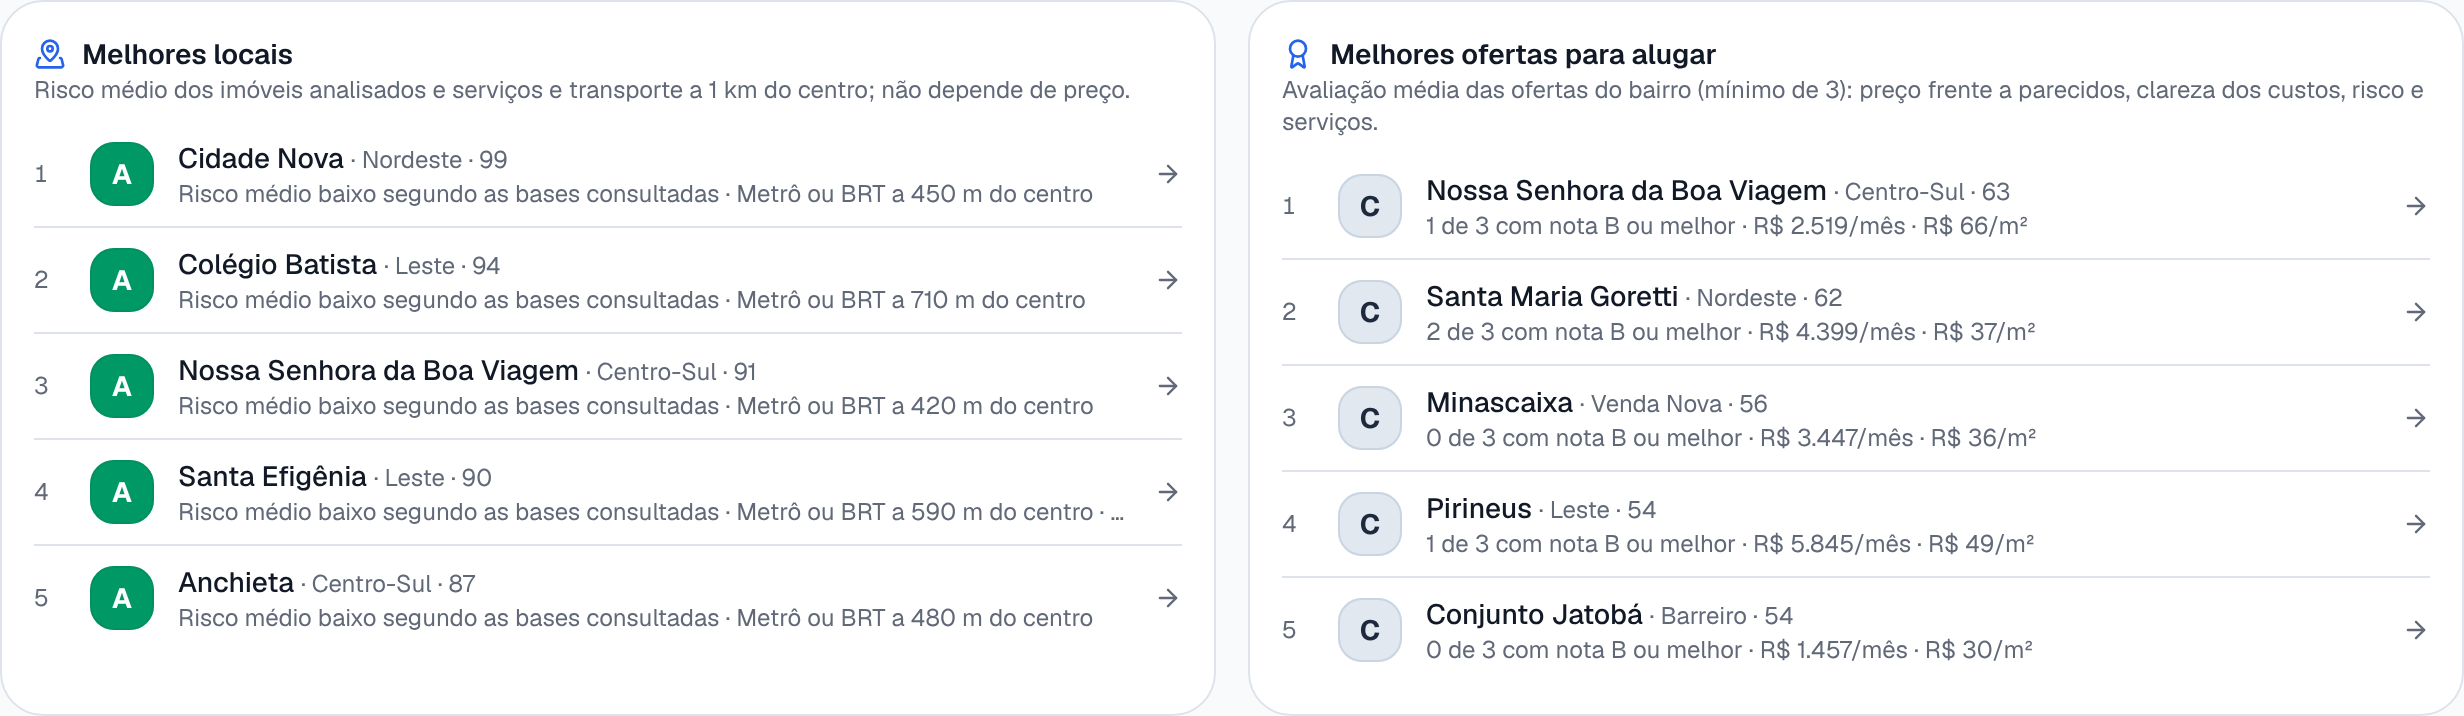 Melhores locais
Risco médio dos imóveis analisados e serviços e transporte a 1 km do centro; não depende de preço.
1
A
Cidade Nova · Nordeste · 99
Risco médio baixo segundo as bases consultadas · Metrô ou BRT a 450 m do centro
2
A
Colégio Batista · Leste · 94
Risco médio baixo segundo as bases consultadas · Metrô ou BRT a 710 m do centro
3
A
Nossa Senhora da Boa Viagem · Centro-Sul · 91
Risco médio baixo segundo as bases consultadas · Metrô ou BRT a 420 m do centro
4
A
Santa Efigênia · Leste · 90
Risco médio baixo segundo as bases consultadas · Metrô ou BRT a 590 m do centro · ...
5
A
Anchieta · Centro-Sul · 87
Risco médio baixo segundo as bases consultadas · Metrô ou BRT a 480 m do centro
Melhores ofertas para alugar
Avaliação média das ofertas do bairro (mínimo de 3): preço frente a parecidos, clareza dos custos, risco e
serviços.
1
C
Nossa Senhora da Boa Viagem · Centro-Sul · 63
1 de 3 com nota B ou melhor · R$ 2.519/mês · R$ 66/m²
2
C
Santa Maria Goretti · Nordeste · 62
2 de 3 com nota B ou melhor · R$ 4.399/mês · R$ 37/m²
3
C
Minascaixa · Venda Nova · 56
0 de 3 com nota B ou melhor · R$ 3.447/mês · R$ 36/m²
4
C
Pirineus · Leste · 54
1 de 3 com nota B ou melhor · R$ 5.845/mês · R$ 49/m²
5
C
Conjunto Jatobá · Barreiro · 54
0 de 3 com nota B ou melhor · R$ 1.457/mês · R$ 30/m²